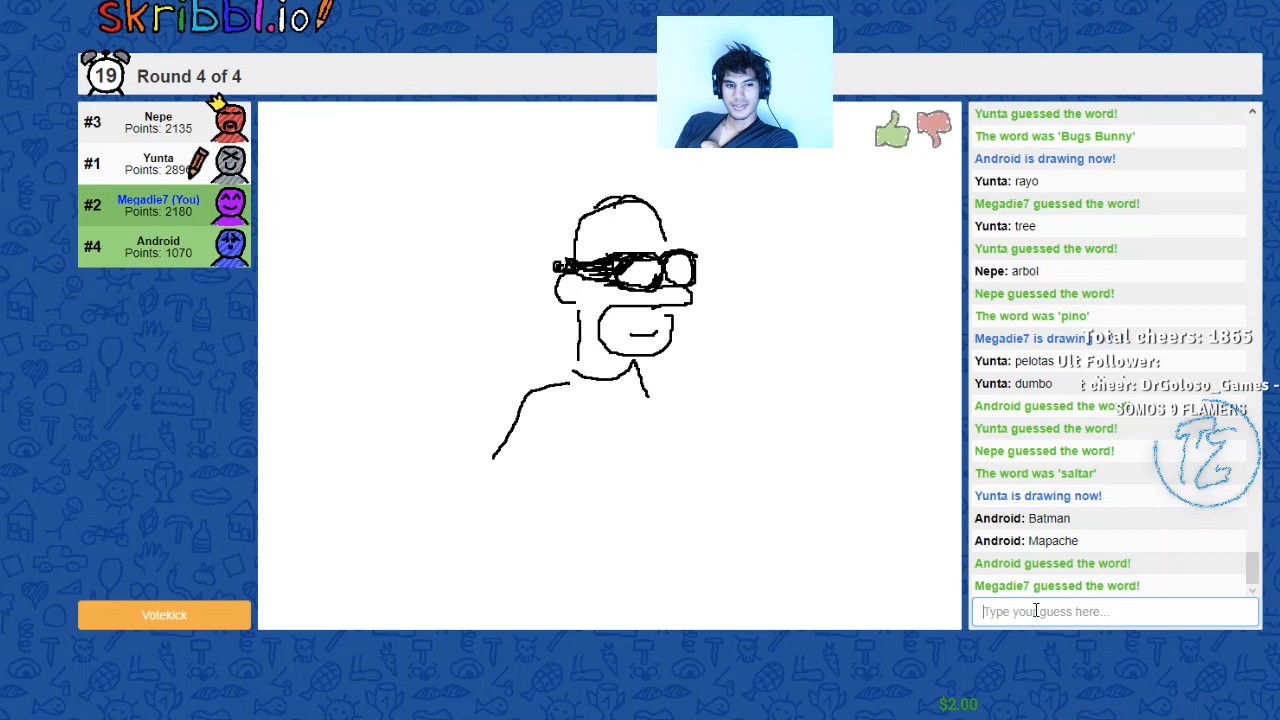 skribbl.io
19
Round 4 of 4
#3
Nepe
Points: 2135
#1
Yunta
Points: 2890
#2
Megadie7 (You)
Points: 2180
#4
Android
Points: 1070
Votekick
Yunta guessed the word!
The word was 'Bugs Bunny'
Android is drawing now!
Yunta: rayo
Megadie7 guessed the word!
Yunta: tree
Yunta guessed the word!
Nepe: arbol
Nepe guessed the word!
The word was 'pino'
Megadie7 is drawing
Total cheers: 1865
Yunta: pelotas
Ult Follower:
Yunta: dumbo
t cheer: DrGoloso_Games -
Android guessed the wo
SOMOS 9 FLAMERS
Yunta guessed the word!
Nepe guessed the word!
The word was 'saltar'
Yunta is drawing now!
Android: Batman
Android: Mapache
Android guessed the word!
Megadie7 guessed the word!
Type your guess here...
$2.00